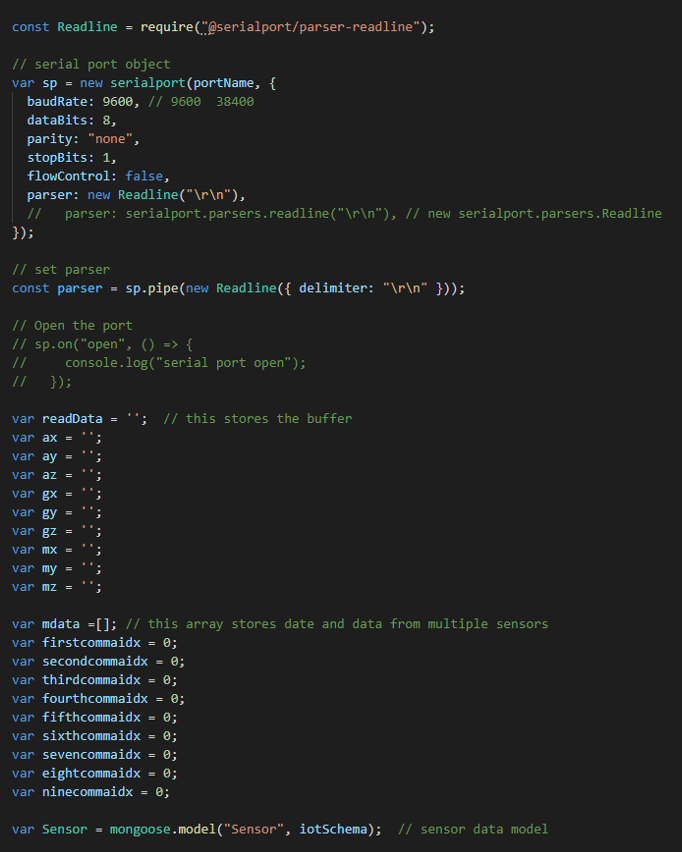 const Readline = require("@serialport/parser-readline");
// serial port object
var sp = new serialport(portName, {
  baudRate: 9600, // 9600  38400
  dataBits: 8,
  parity: "none",
  stopBits: 1,
  flowControl: false,
  parser: new Readline("\r\n"),
  //   parser: serialport.parsers.readline("\r\n"), // new serialport.parsers.Readline
});
// set parser
const parser = sp.pipe(new Readline({ delimiter: "\r\n" }));
// Open the port
// sp.on("open", () => {
//     console.log("serial port open");
//   });
var readData = '';  // this stores the buffer
var ax = '';
var ay = '';
var az = '';
var gx = '';
var gy = '';
var gz = '';
var mx = '';
var my = '';
var mz = '';
var mdata =[]; // this array stores date and data from multiple sensors
var firstcommaidx = 0;
var secondcommaidx = 0;
var thirdcommaidx = 0;
var fourthcommaidx = 0;
var fifthcommaidx = 0;
var sixthcommaidx = 0;
var sevencommaidx = 0;
var eightcommaidx = 0;
var ninecommaidx = 0;
var Sensor = mongoose.model("Sensor", iotSchema);  // sensor data model